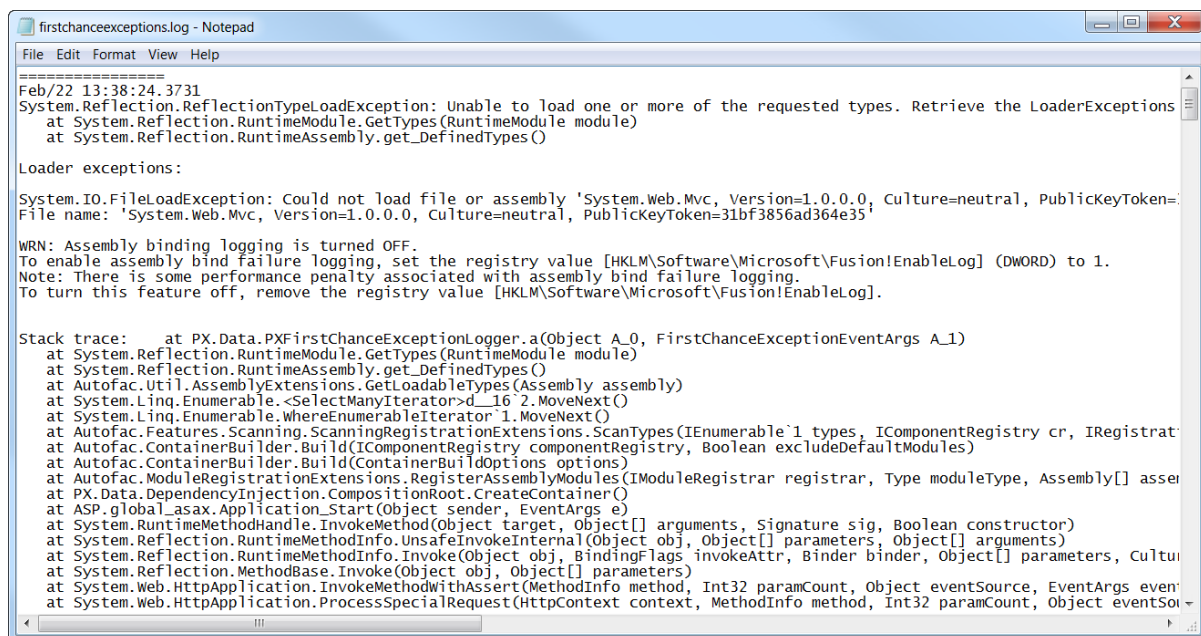 firstchanceexceptions.log - Notepad
File Edit Format View Help
================
Feb/22 13:38:24.3731
System.Reflection.ReflectionTypeLoadException: Unable to load one or more of the requested types. Retrieve the LoaderExceptions
   at System.Reflection.RuntimeModule.GetTypes(RuntimeModule module)
   at System.Reflection.RuntimeAssembly.get_DefinedTypes()
Loader exceptions:
System.IO.FileLoadException: Could not load file or assembly 'System.Web.Mvc, Version=1.0.0.0, Culture=neutral, PublicKeyToken=
File name: 'System.Web.Mvc, Version=1.0.0.0, Culture=neutral, PublicKeyToken=31bf3856ad364e35'
WRN: Assembly binding logging is turned OFF.
To enable assembly bind failure logging, set the registry value [HKLM\Software\Microsoft\Fusion!EnableLog] (DWORD) to 1.
Note: There is some performance penalty associated with assembly bind failure logging.
To turn this feature off, remove the registry value [HKLM\Software\Microsoft\Fusion!EnableLog].
Stack trace:    at PX.Data.PXFirstChanceExceptionLogger.a(Object A_0, FirstChanceExceptionEventArgs A_1)
   at System.Reflection.RuntimeModule.GetTypes(RuntimeModule module)
   at System.Reflection.RuntimeAssembly.get_DefinedTypes()
   at Autofac.Util.AssemblyExtensions.GetLoadableTypes(Assembly assembly)
   at System.Linq.Enumerable.<SelectManyIterator>d__16`2.MoveNext()
   at System.Linq.Enumerable.WhereEnumerableIterator`1.MoveNext()
   at Autofac.Features.Scanning.ScanningRegistrationExtensions.ScanTypes(IEnumerable`1 types, IComponentRegistry cr, IRegistrat
   at Autofac.ContainerBuilder.Build(IComponentRegistry componentRegistry, Boolean excludeDefaultModules)
   at Autofac.ContainerBuilder.Build(ContainerBuildOptions options)
   at Autofac.ModuleRegistrationExtensions.RegisterAssemblyModules(IModuleRegistrar registrar, Type moduleType, Assembly[] assem
   at PX.Data.DependencyInjection.CompositionRoot.CreateContainer()
   at ASP.global_asax.Application_Start(Object sender, EventArgs e)
   at System.RuntimeMethodHandle.InvokeMethod(Object target, Object[] arguments, Signature sig, Boolean constructor)
   at System.Reflection.RuntimeMethodInfo.UnsafeInvokeInternal(Object obj, Object[] parameters, Object[] arguments)
   at System.Reflection.RuntimeMethodInfo.Invoke(Object obj, BindingFlags invokeAttr, Binder binder, Object[] parameters, Cultu
   at System.Reflection.MethodBase.Invoke(Object obj, Object[] parameters)
   at System.Web.HttpApplication.InvokeMethodWithAssert(MethodInfo method, Int32 paramCount, Object eventSource, EventArgs even
   at System.Web.HttpApplication.ProcessSpecialRequest(HttpContext context, MethodInfo method, Int32 paramCount, Object eventSou